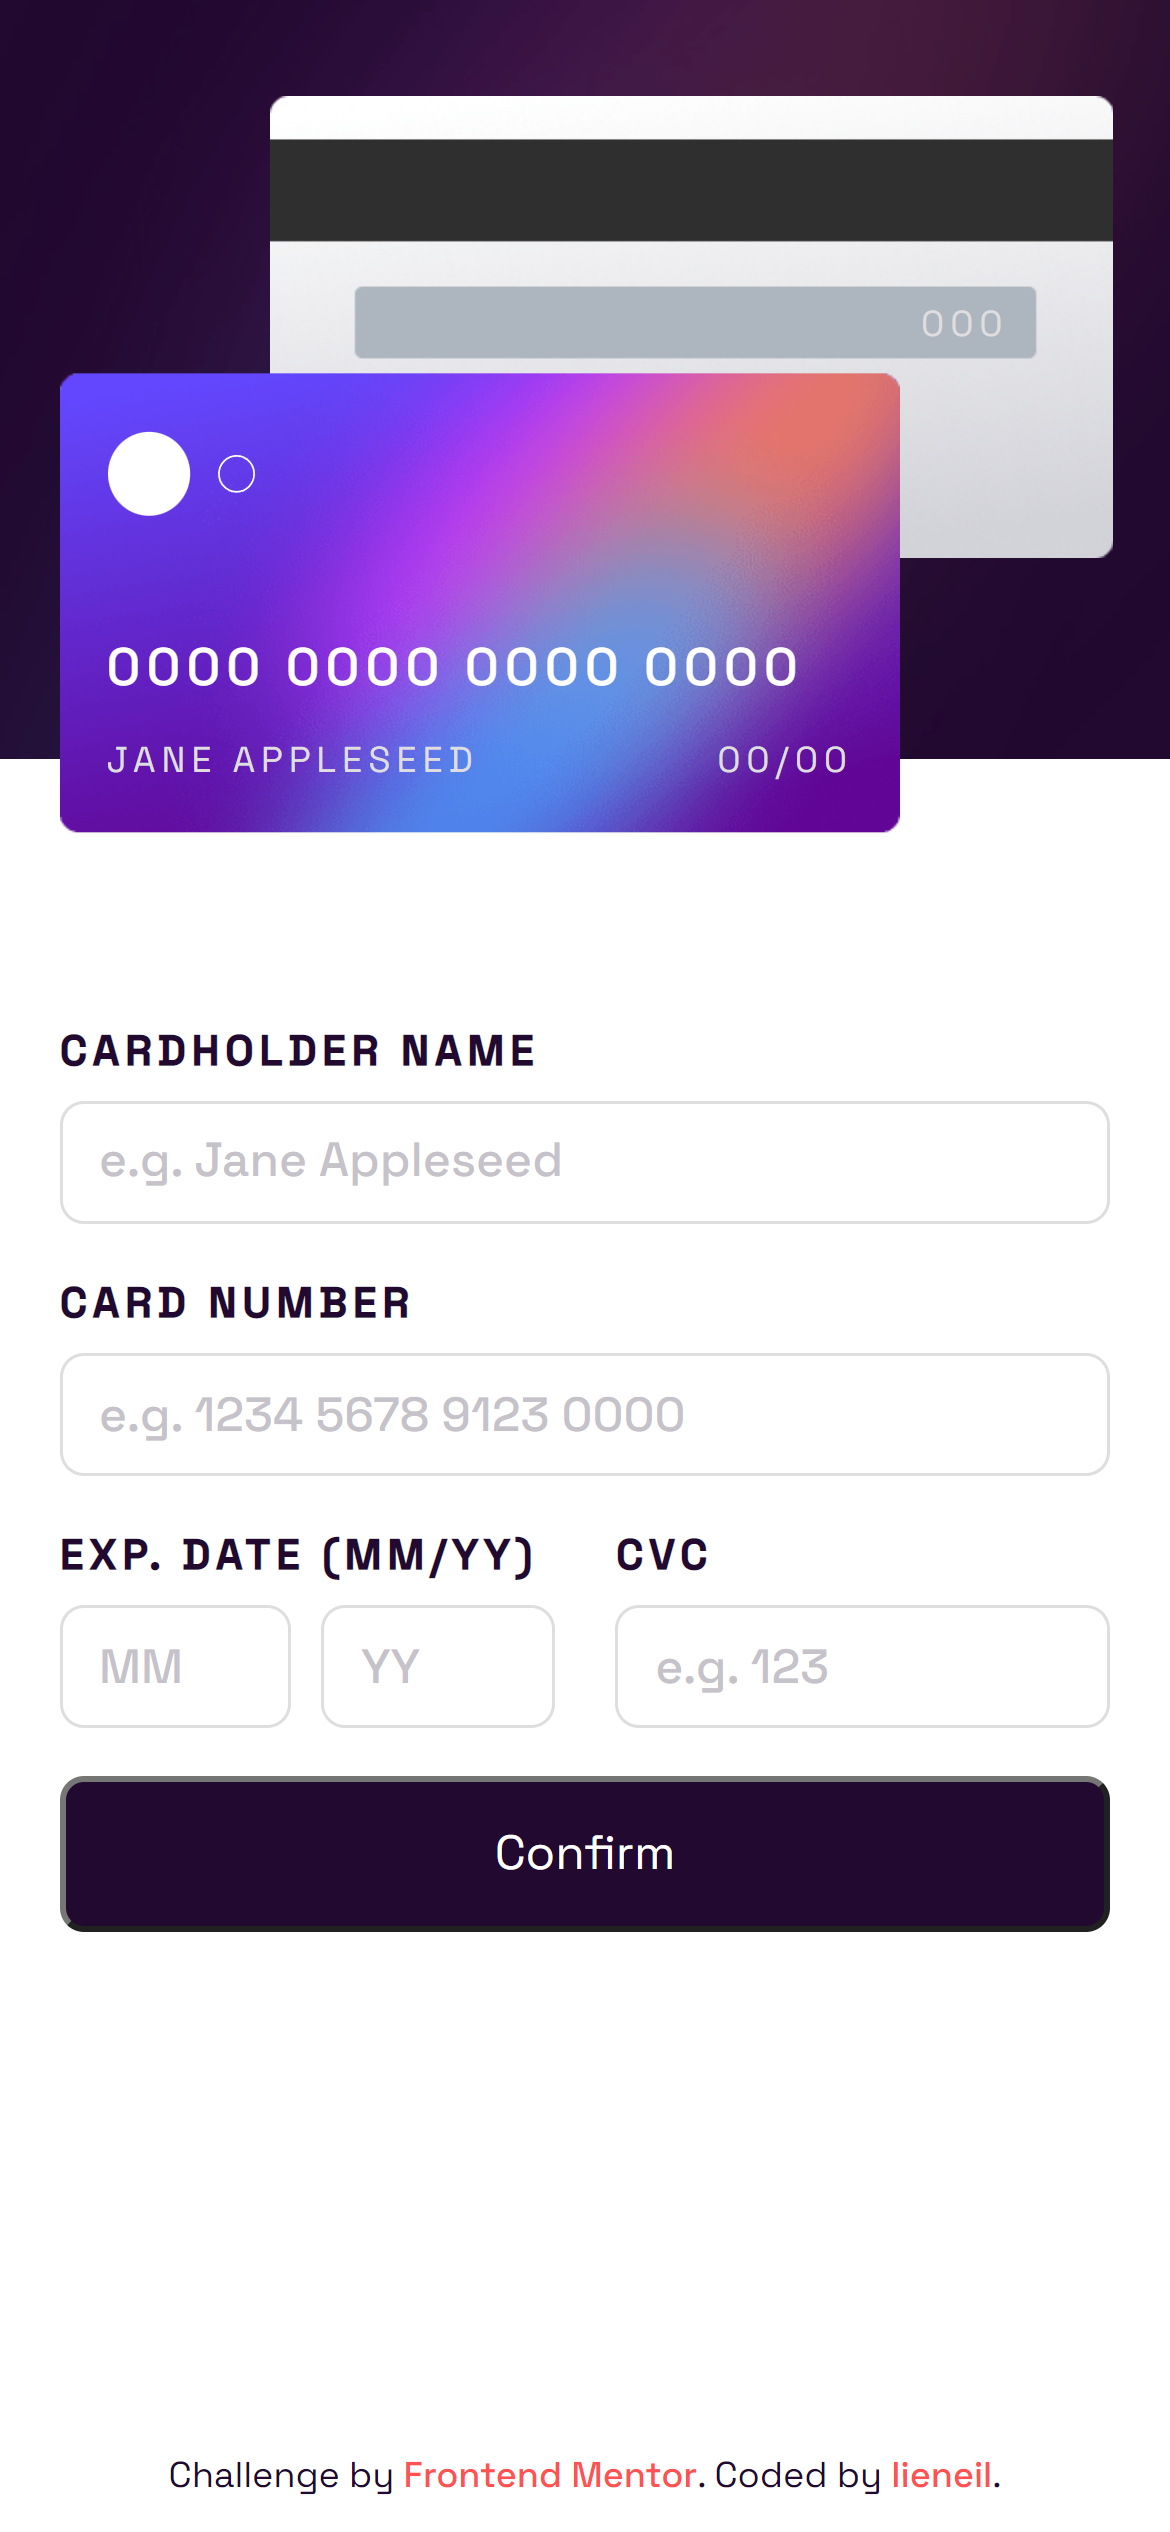 000
0000 0000 0000 0000
JANE APPLESEED 00/00
CARDHOLDER NAME
e.g. Jane Appleseed
CARD NUMBER
e.g. 1234 5678 9123 0000
EXP. DATE (MM/YY) CVC
MM YY e.g. 123
Confirm
Challenge by Frontend Mentor. Coded by lieneil.